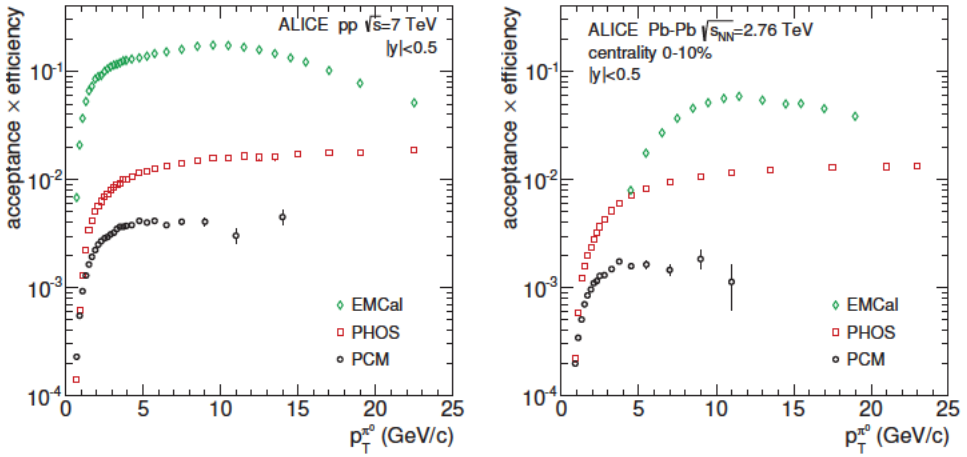 ALICE pp √s=7 TeV
|y|<0.5
acceptance × efficiency
10⁻¹
10⁻²
10⁻³
10⁻⁴
EMCal
PHOS
PCM
0 5 10 15 20 25
p_T^π⁰ (GeV/c)
ALICE Pb-Pb √s_NN=2.76 TeV
centrality 0-10%
|y|<0.5
acceptance × efficiency
10⁻¹
10⁻²
10⁻³
10⁻⁴
EMCal
PHOS
PCM
0 5 10 15 20 25
p_T^π⁰ (GeV/c)